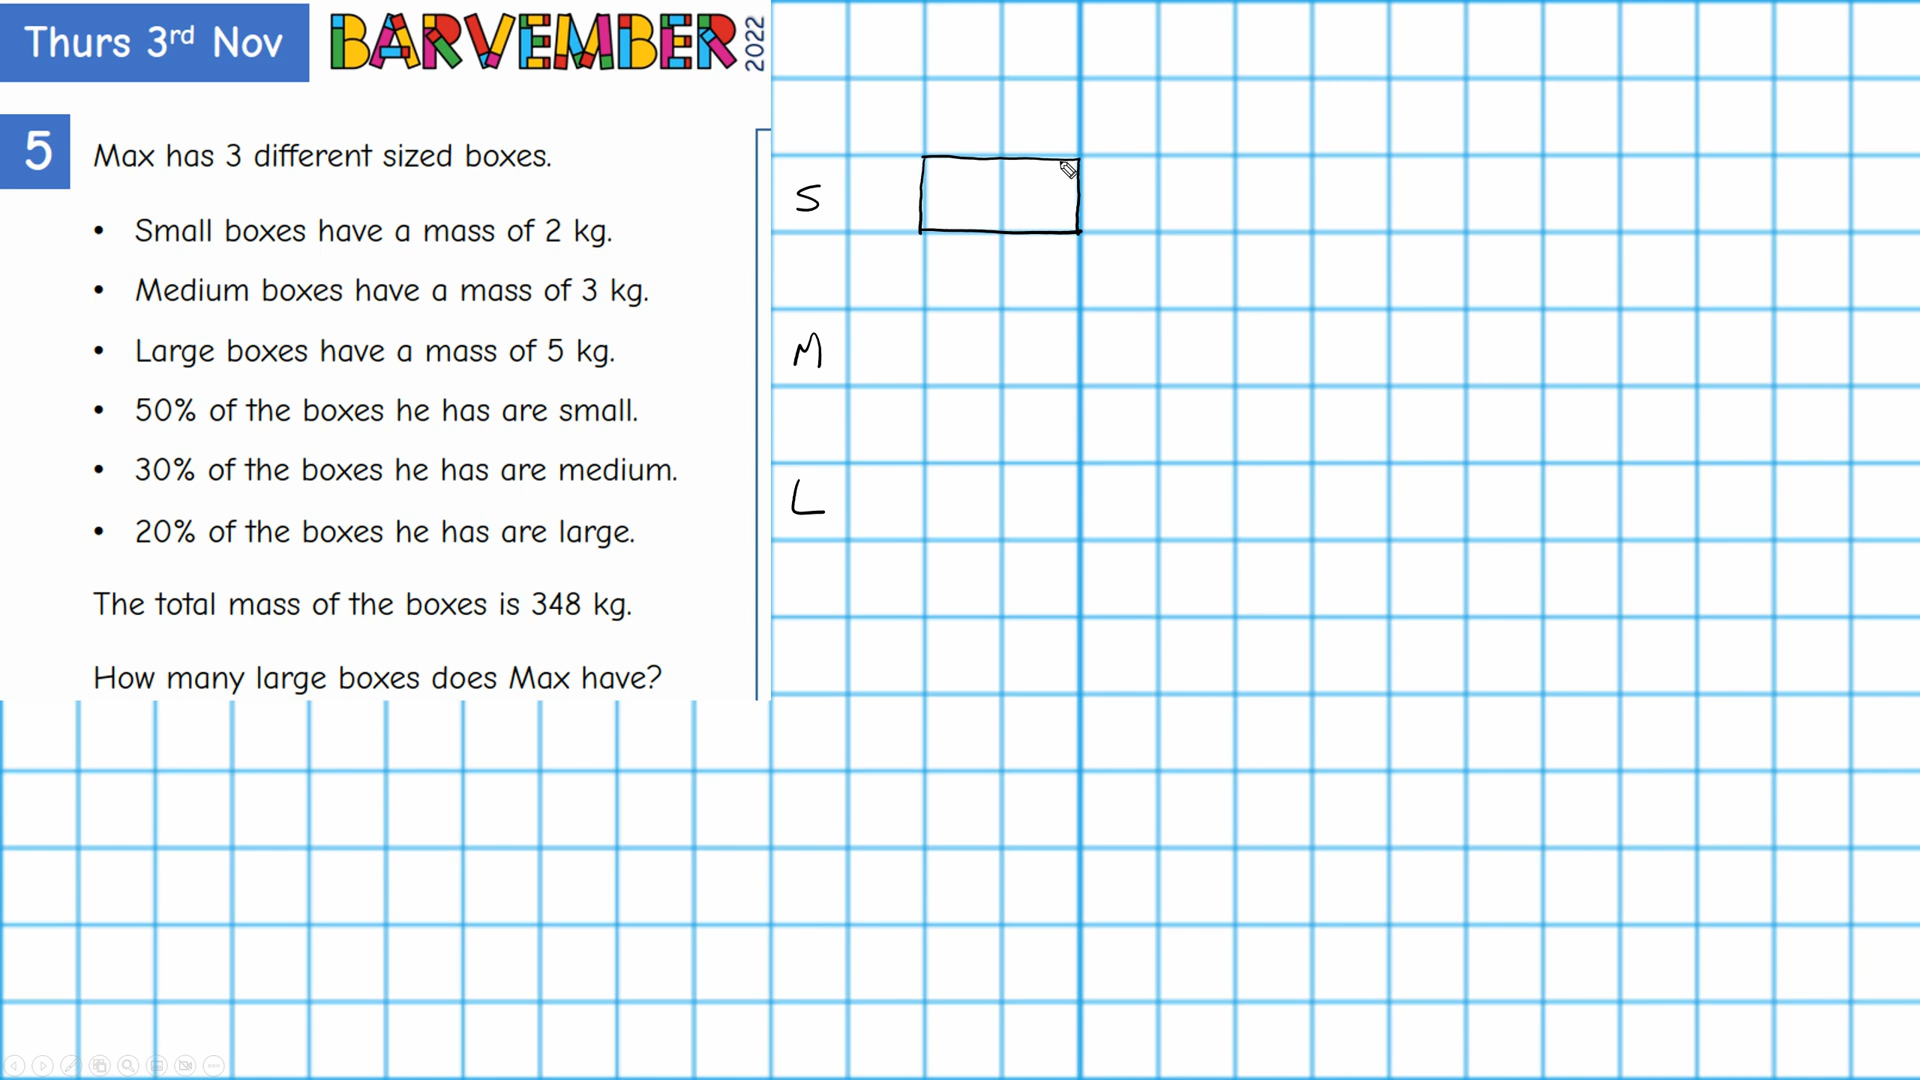 Thurs 3rd Nov
BARVEMBER 2022
5
Max has 3 different sized boxes.
• Small boxes have a mass of 2 kg.
• Medium boxes have a mass of 3 kg.
• Large boxes have a mass of 5 kg.
• 50% of the boxes he has are small.
• 30% of the boxes he has are medium.
• 20% of the boxes he has are large.
The total mass of the boxes is 348 kg.
How many large boxes does Max have?
S
M
L